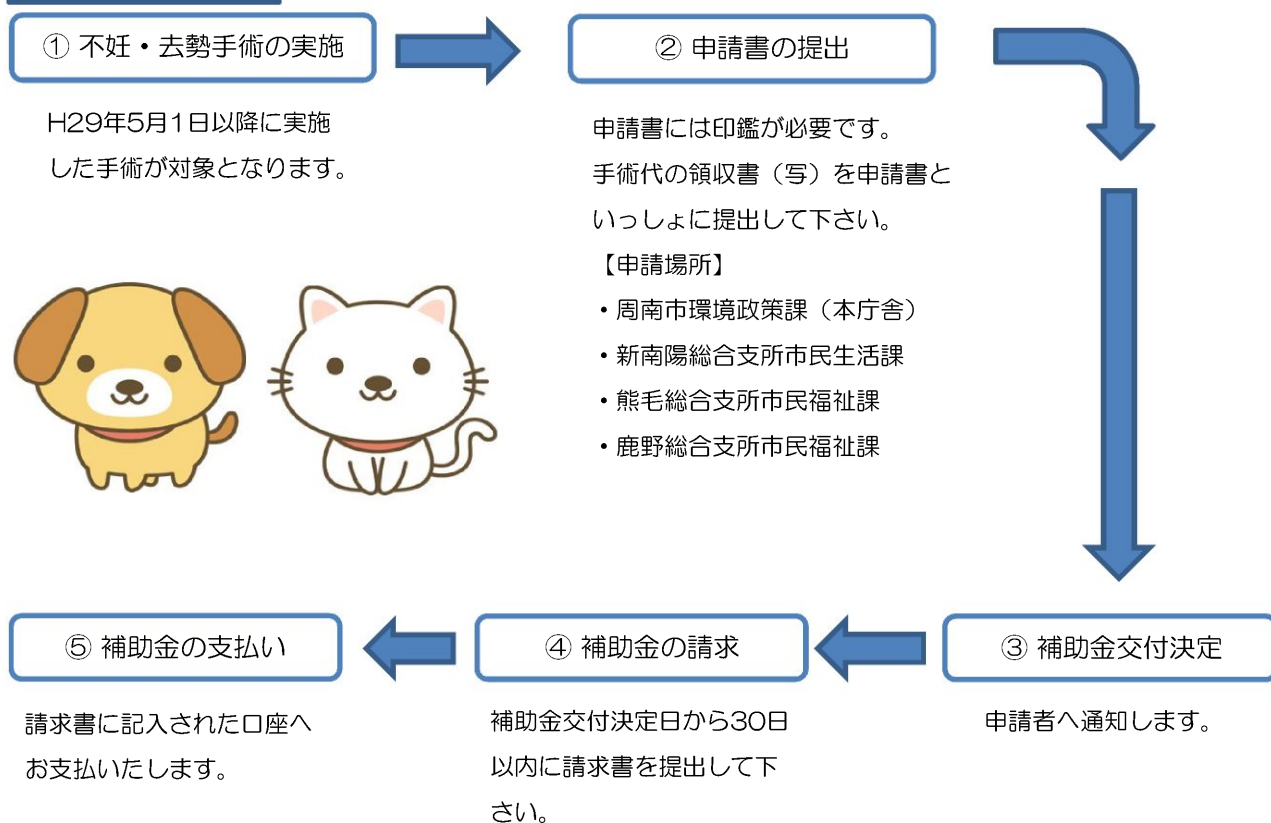 ① 不妊・去勢手術の実施
H29年5月1日以降に実施
した手術が対象となります。
② 申請書の提出
申請書には印鑑が必要です。
手術代の領収書（写）を申請書と
いっしょに提出して下さい。
【申請場所】
・周南市環境政策課（本庁舎）
・新南陽総合支所市民生活課
・熊毛総合支所市民福祉課
・鹿野総合支所市民福祉課
③ 補助金交付決定
申請者へ通知します。
④ 補助金の請求
補助金交付決定日から30日
以内に請求書を提出して下
さい。
⑤ 補助金の支払い
請求書に記入された口座へ
お支払いたします。